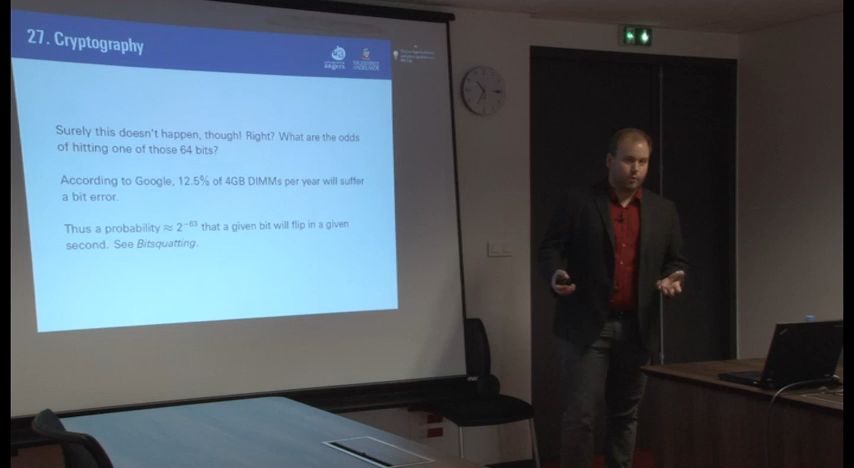 27. Cryptography
angers
Surely this doesn't happen, though! Right? What are the odds
of hitting one of those 64 bits?
According to Google, 12.5% of 4GB DIMMs per year will suffer
a bit error.
Thus a probability ≈ 2⁻⁶³ that a given bit will flip in a given
second. See Bitsquatting.